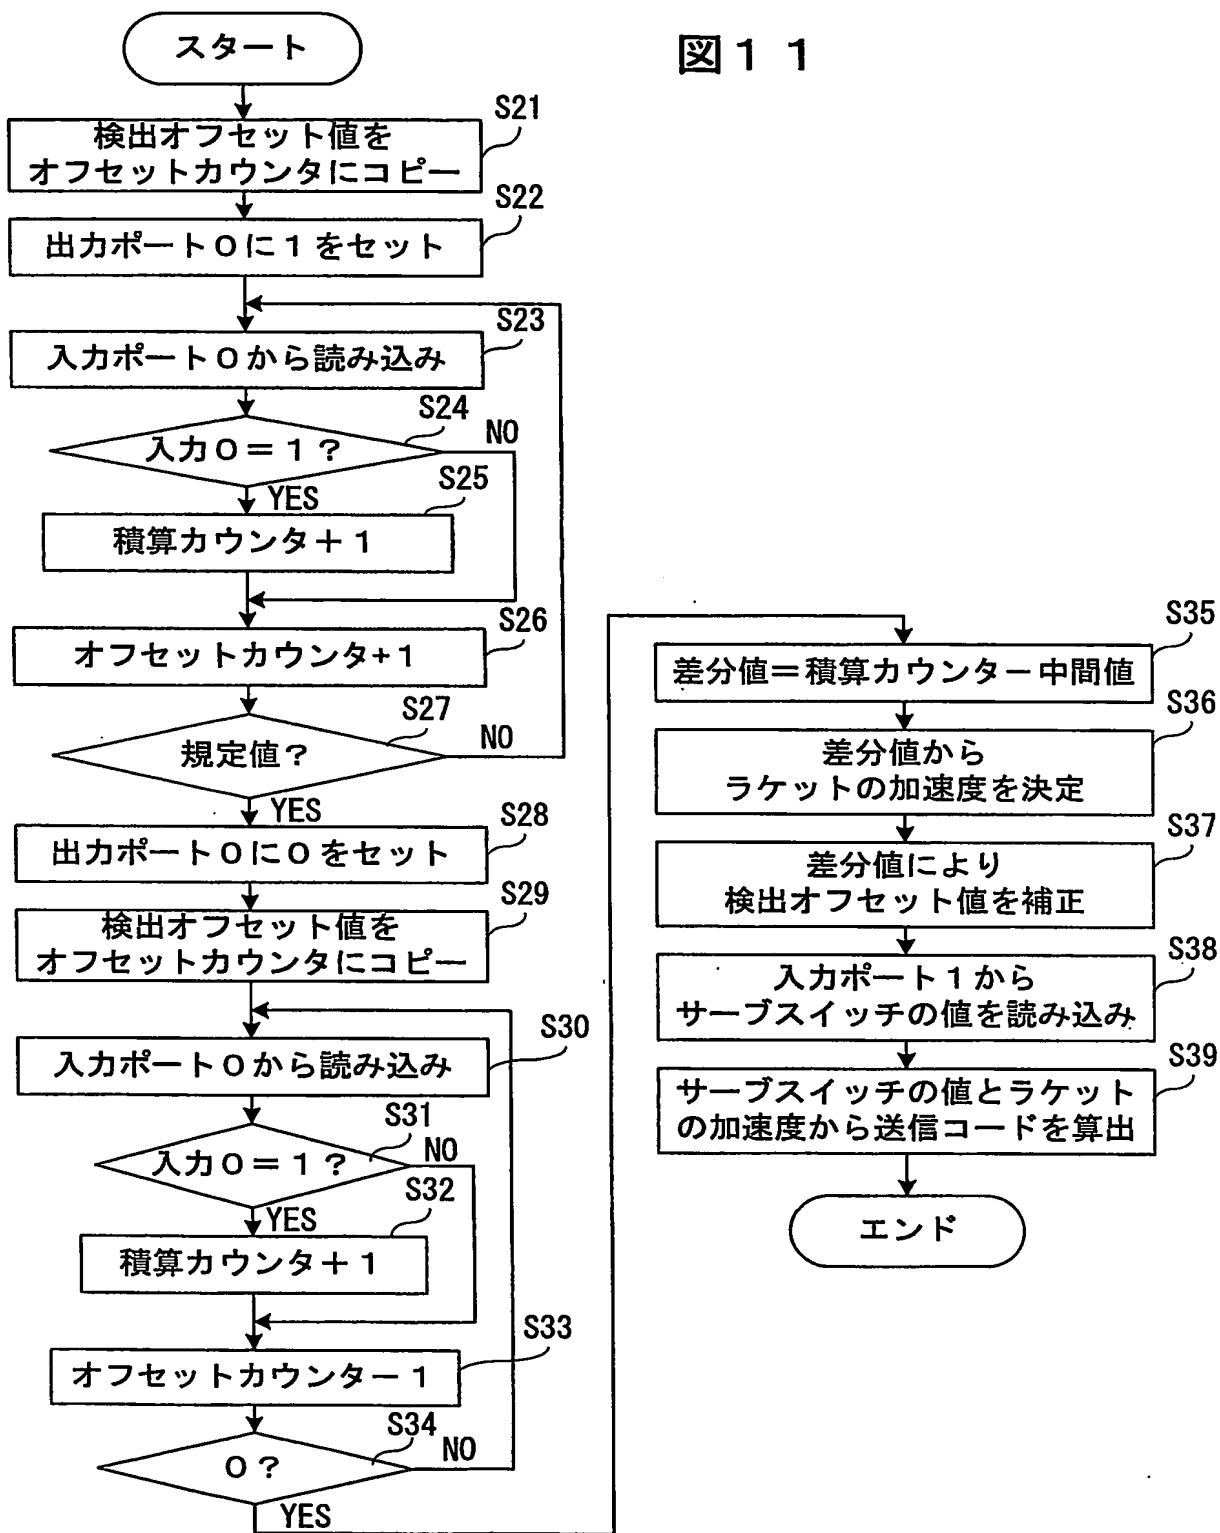 図11
スタート
S21
検出オフセット値を
オフセットカウンタにコピー
S22
出力ポート0に1をセット
S23
入力ポート0から読み込み
S24
入力0=1?
NO
YES
S25
積算カウンタ+1
S26
オフセットカウンタ+1
S27
規定値?
NO
YES
S28
出力ポート0に0をセット
S29
検出オフセット値を
オフセットカウンタにコピー
S30
入力ポート0から読み込み
S31
入力0=1?
NO
YES
S32
積算カウンタ+1
S33
オフセットカウンター1
S34
0?
NO
YES
S35
差分値=積算カウンター中間値
S36
差分値から
ラケットの加速度を決定
S37
差分値により
検出オフセット値を補正
S38
入力ポート1から
サーブスイッチの値を読み込み
S39
サーブスイッチの値とラケット
の加速度から送信コードを算出
エンド